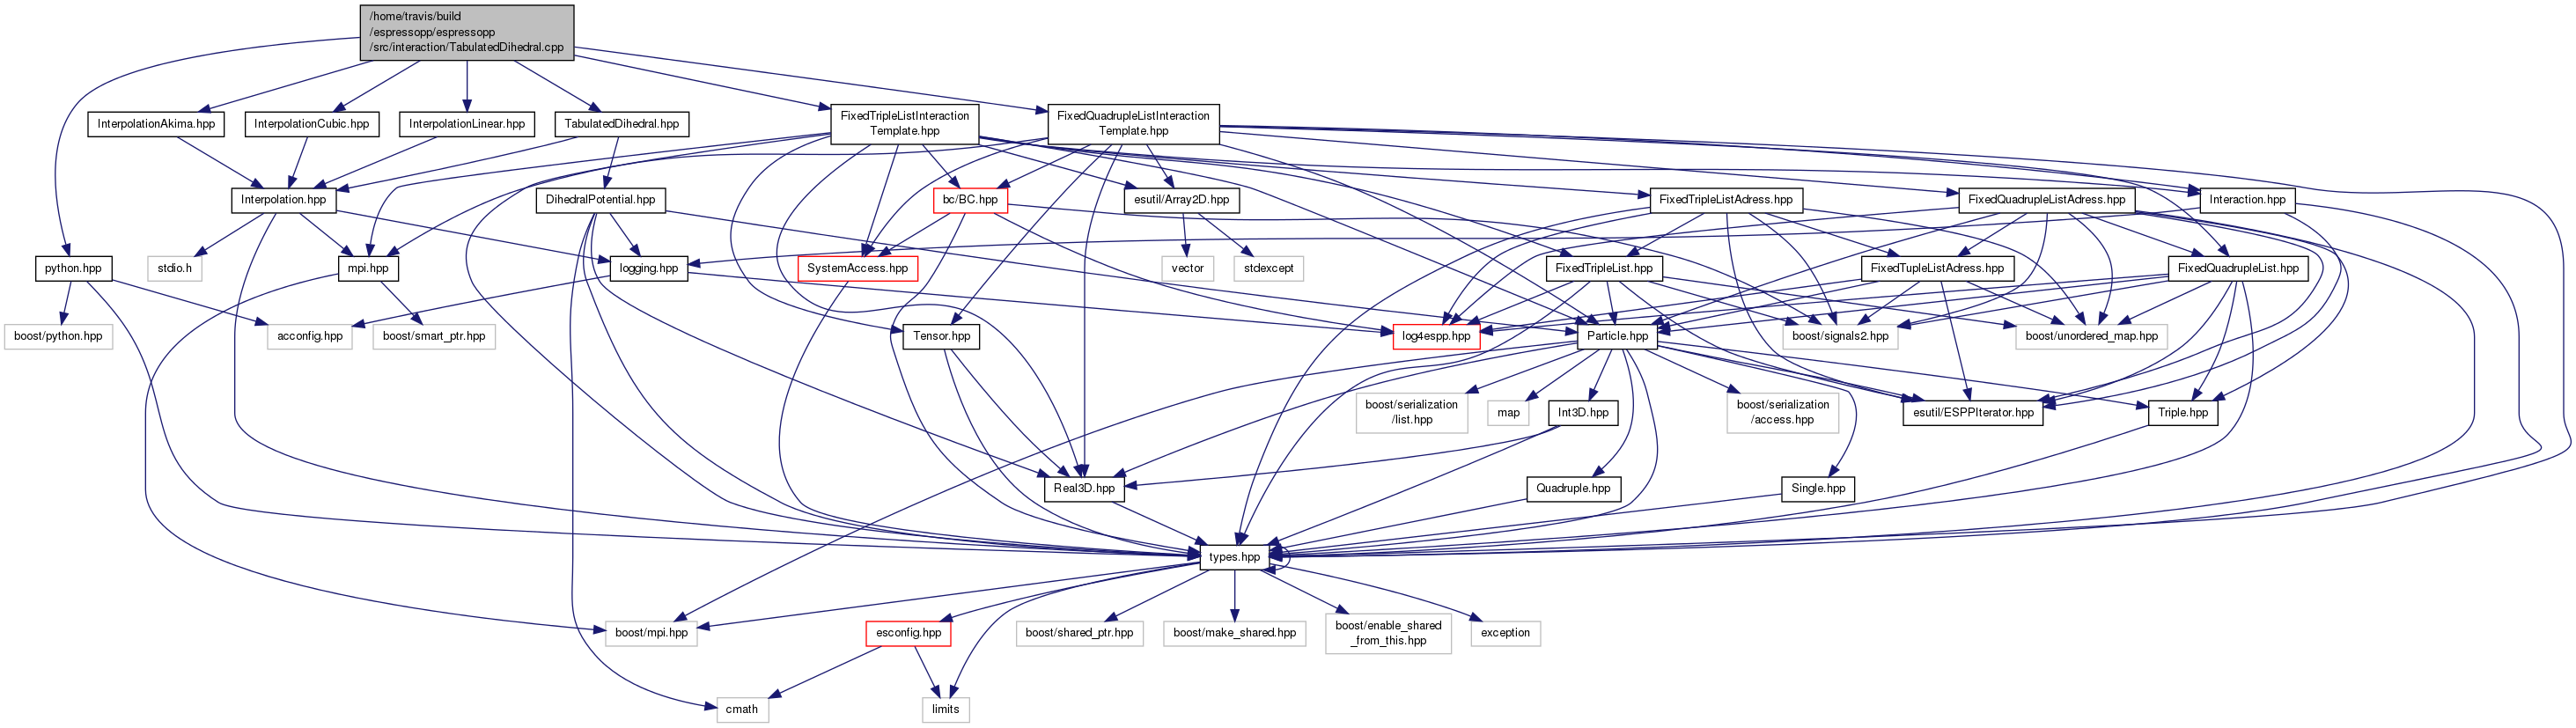 /home/travis/build
/espressopp/espressopp
/src/interaction/TabulatedDihedral.cpp
InterpolationAkima.hpp
InterpolationCubic.hpp
InterpolationLinear.hpp
TabulatedDihedral.hpp
FixedTripleListInteraction
Template.hpp
FixedQuadrupleListInteraction
Template.hpp
Interpolation.hpp
DihedralPotential.hpp
bc/BC.hpp
esutil/Array2D.hpp
FixedTripleListAdress.hpp
FixedQuadrupleListAdress.hpp
Interaction.hpp
python.hpp
stdio.h
mpi.hpp
logging.hpp
SystemAccess.hpp
vector
stdexcept
FixedTripleList.hpp
FixedTupleListAdress.hpp
FixedQuadrupleList.hpp
boost/python.hpp
acconfig.hpp
boost/smart_ptr.hpp
Tensor.hpp
log4espp.hpp
Particle.hpp
boost/signals2.hpp
boost/unordered_map.hpp
boost/serialization
/list.hpp
map
Int3D.hpp
boost/serialization
/access.hpp
esutil/ESPPIterator.hpp
Triple.hpp
Real3D.hpp
Quadruple.hpp
Single.hpp
types.hpp
boost/mpi.hpp
esconfig.hpp
boost/shared_ptr.hpp
boost/make_shared.hpp
boost/enable_shared
_from_this.hpp
exception
cmath
limits